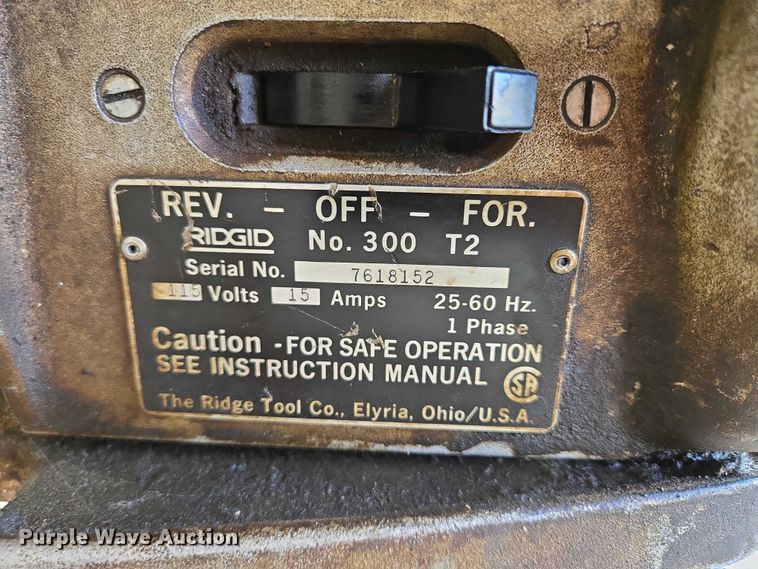 REV. - OFF - FOR.
RIDGID No. 300 T2
Serial No. 7618152
115 Volts 15 Amps 25-60 Hz.
1 Phase
Caution - FOR SAFE OPERATION
SEE INSTRUCTION MANUAL SA
The Ridge Tool Co., Elyria, Ohio/U.S.A.
Purple Wave Auction